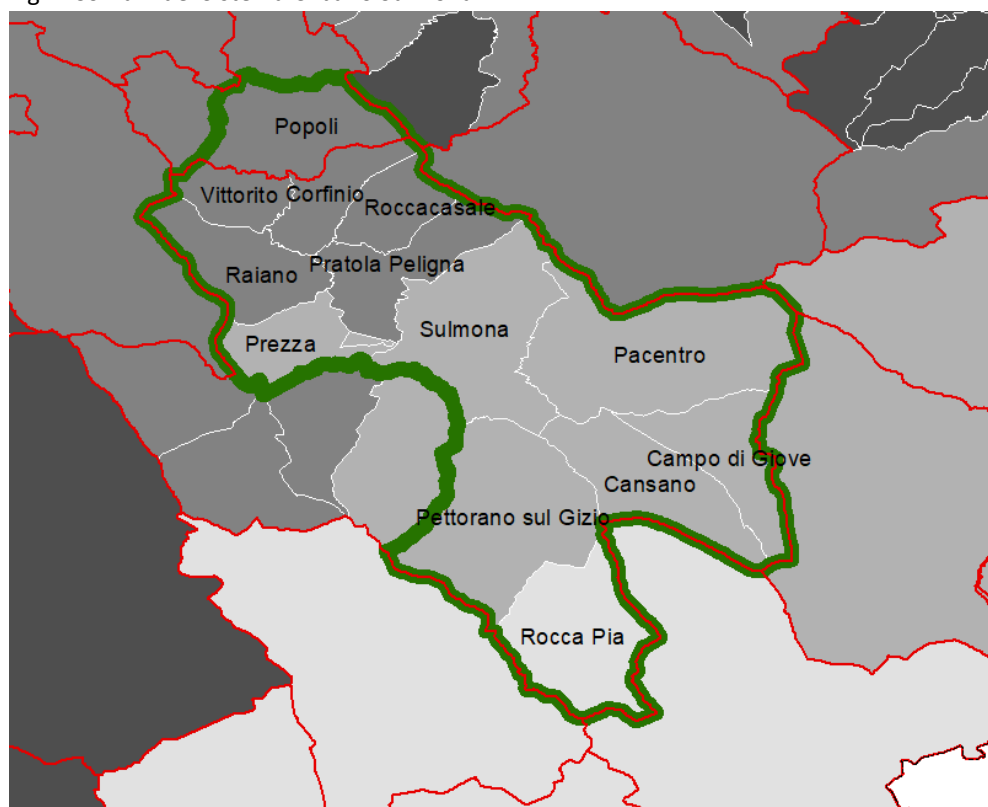 Popoli
Vittorito Corfinio
Roccacasale
Pratola Peligna
Raiano
Sulmona
Prezza
Pacentro
Campo di Giove
Cansano
Pettorano sul Gizio
Rocca Pia